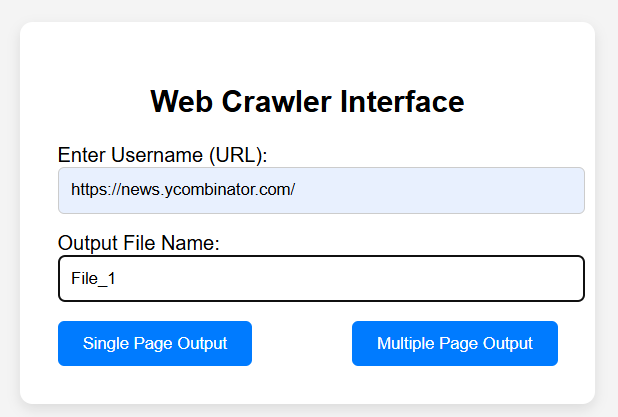 Web Crawler Interface
Enter Username (URL):
https://news.ycombinator.com/
Output File Name:
File_1
Single Page Output
Multiple Page Output